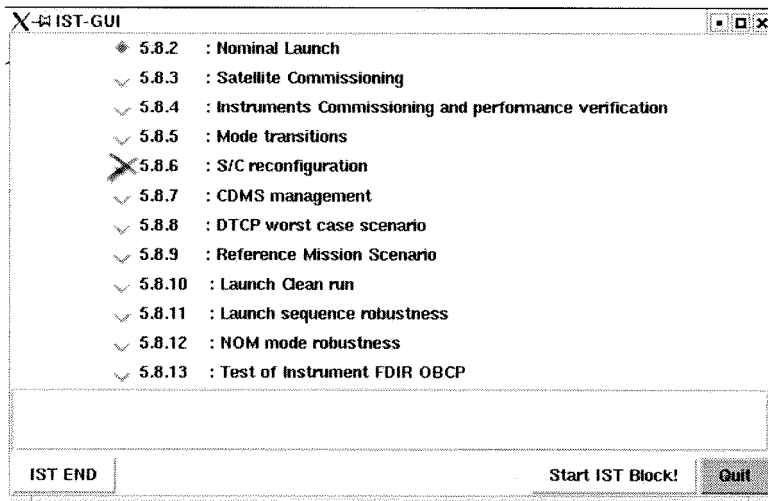 IST-GUI
5.8.2 : Nominal Launch
5.8.3 : Satellite Commissioning
5.8.4 : Instruments Commissioning and performance verification
5.8.5 : Mode transitions
5.8.6 : S/C reconfiguration
5.8.7 : CDMS management
5.8.8 : DTCP worst case scenario
5.8.9 : Reference Mission Scenario
5.8.10 : Launch Clean run
5.8.11 : Launch sequence robustness
5.8.12 : NOM mode robustness
5.8.13 : Test of Instrument FDIR OBCP
IST END Start IST Block! Quit